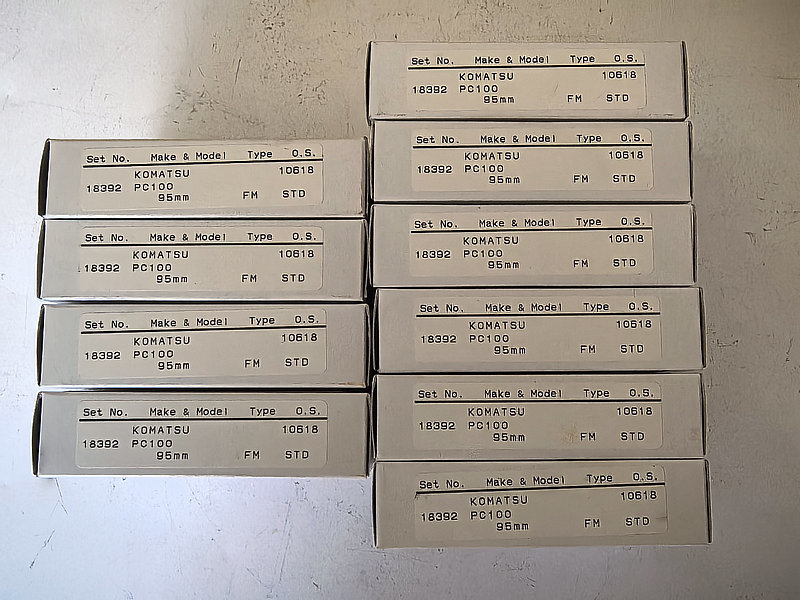 Set No. Make & Model Type O.S.
KOMATSU 10618
18392 PC100
95mm FM STD
Set No. Make & Model Type O.S.
KOMATSU 10618
18392 PC100
95mm FM STD
Set No. Make & Model Type O.S.
KOMATSU 10618
18392 PC100
95mm FM STD
Set No. Make & Model Type O.S.
KOMATSU 10618
18392 PC100
95mm FM STD
Set No. Make & Model Type O.S.
KOMATSU 10618
18392 PC100
95mm FM STD
Set No. Make & Model Type O.S.
KOMATSU 10618
18392 PC100
95mm FM STD
Set No. Make & Model Type O.S.
KOMATSU 10618
18392 PC100
95mm FM STD
Set No. Make & Model Type O.S.
KOMATSU 10618
18392 PC100
95mm FM STD
Set No. Make & Model Type O.S.
KOMATSU 10618
18392 PC100
95mm FM STD
Set No. Make & Model Type O.S.
KOMATSU 10618
18392 PC100
95mm FM STD